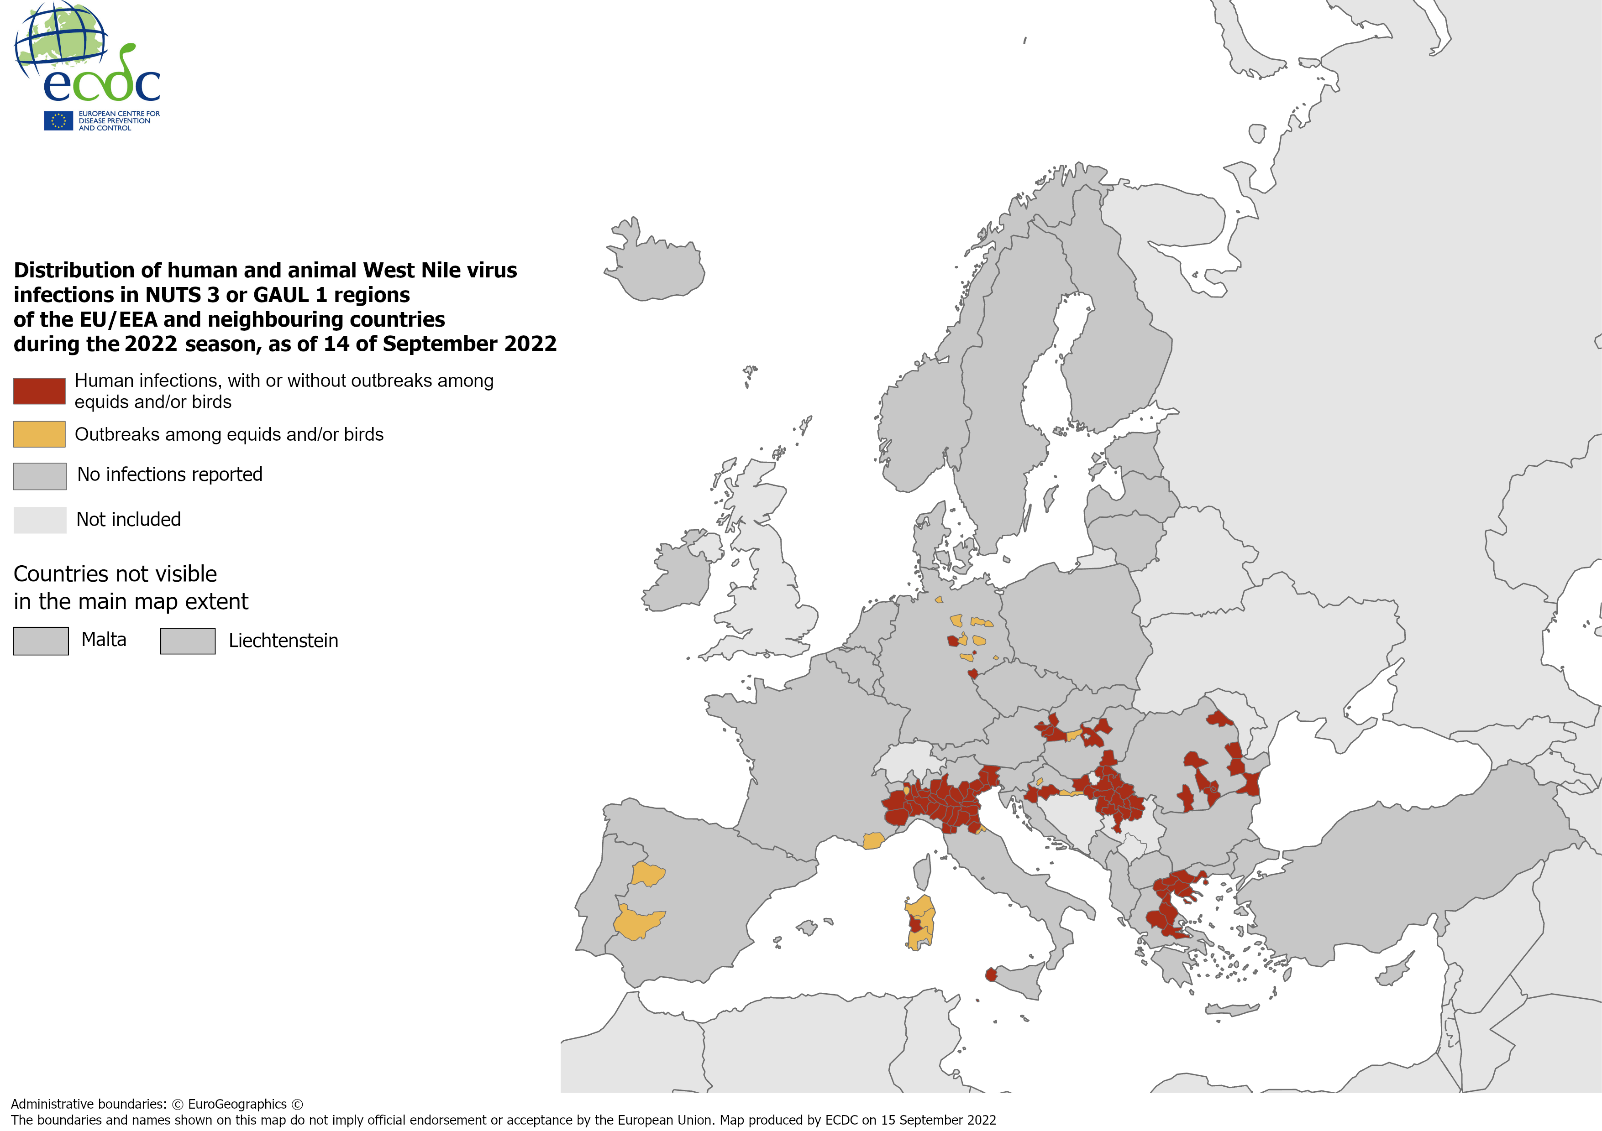 ecdc
EUROPEAN CENTRE FOR
DISEASE PREVENTION
AND CONTROL
Distribution of human and animal West Nile virus
infections in NUTS 3 or GAUL 1 regions
of the EU/EEA and neighbouring countries
during the 2022 season, as of 14 of September 2022
Human infections, with or without outbreaks among
equids and/or birds
Outbreaks among equids and/or birds
No infections reported
Not included
Countries not visible
in the main map extent
Malta
Liechtenstein
Administrative boundaries: © EuroGeographics ©
The boundaries and names shown on this map do not imply official endorsement or acceptance by the European Union. Map produced by ECDC on 15 September 2022